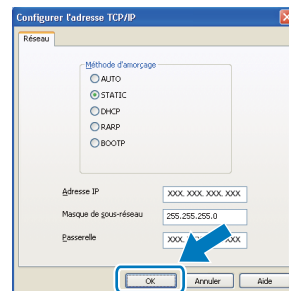 Configurer l'adresse TCP/IP
Réseau
Méthode d'amorçage
AUTO
STATIC
DHCP
RARP
BOOTP
Adresse IP XXX. XXX. XXX. XXX
Masque de sous-réseau 255.255.255.0
Passerelle XXX.
OK Annuler Aide